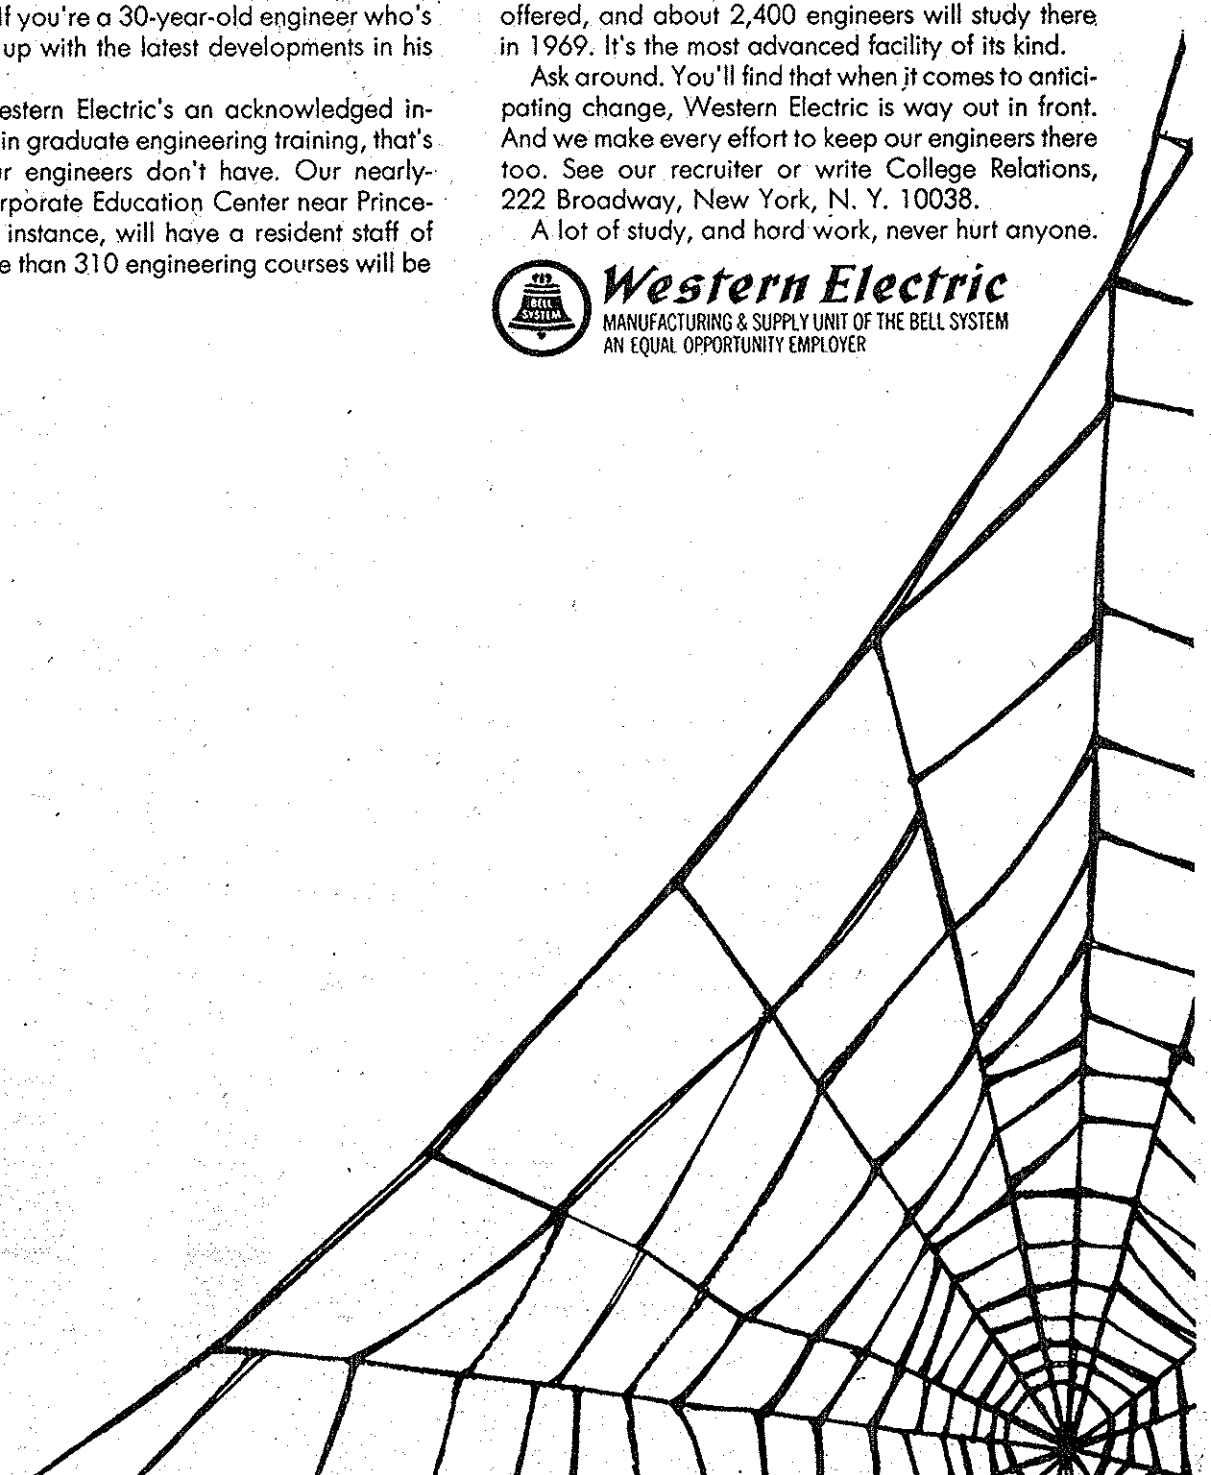 If you're a 30-year-old engineer who's
up with the latest developments in his
estern Electric's an acknowledged in-
in graduate engineering training, that's
r engineers don't have. Our nearly-
rporate Education Center near Prince-
instance, will have a resident staff of
e than 310 engineering courses will be
offered, and about 2,400 engineers will study there
in 1969. It's the most advanced facility of its kind.
Ask around. You'll find that when it comes to antici-
pating change, Western Electric is way out in front.
And we make every effort to keep our engineers there
too. See our recruiter or write College Relations,
222 Broadway, New York, N. Y. 10038.
A lot of study, and hard work, never hurt anyone.
BELL
SYSTEM
Western Electric
MANUFACTURING & SUPPLY UNIT OF THE BELL SYSTEM
AN EQUAL OPPORTUNITY EMPLOYER